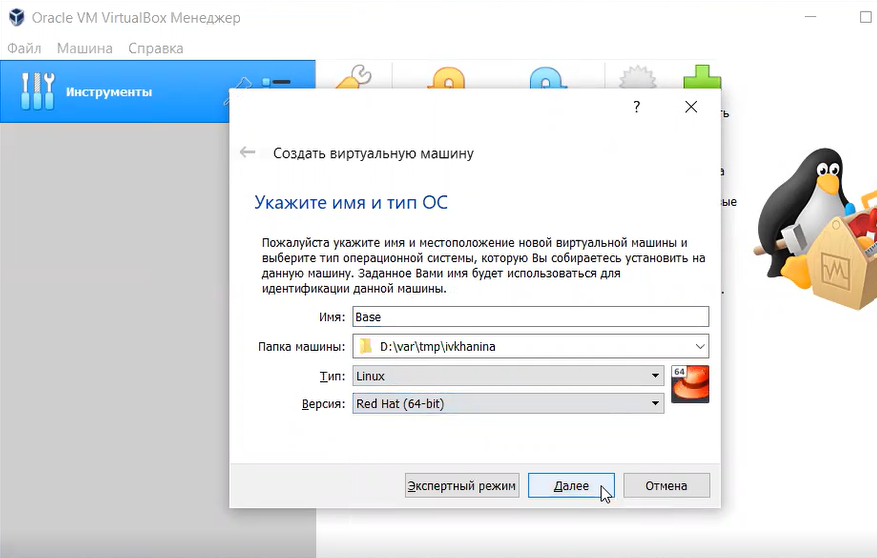 Oracle VM VirtualBox Менеджер
Файл Машина Справка
Инструменты
?
Создать виртуальную машину
Укажите имя и тип ОС
Пожалуйста укажите имя и местоположение новой виртуальной машины и
выберите тип операционной системы, которую Вы собираетесь установить на
данную машину. Заданное Вами имя будет использоваться для
идентификации данной машины.
Имя: Base
Папка машины: D:\var\tmp\ivkhanina
Тип: Linux
64
Версия: Red Hat (64-bit)
Экспертный режим Далее Отмена